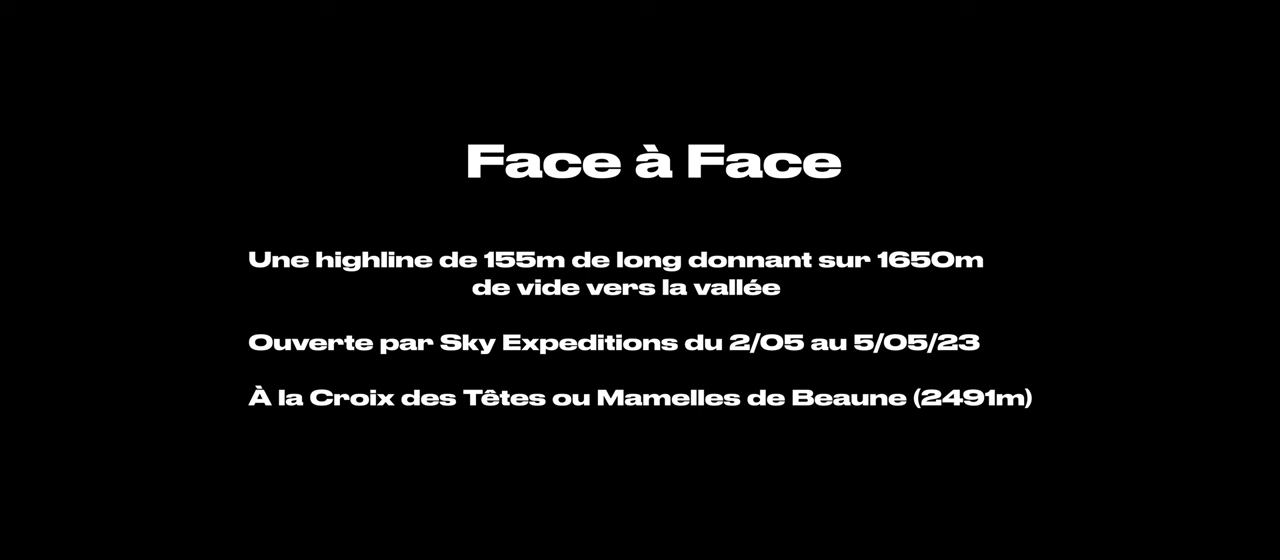 Face à Face
Une highline de 155m de long donnant sur 1650m
de vide vers la vallée
Ouverte par Sky Expeditions du 2/05 au 5/05/23
À la Croix des Têtes ou Mamelles de Beaune (2491m)